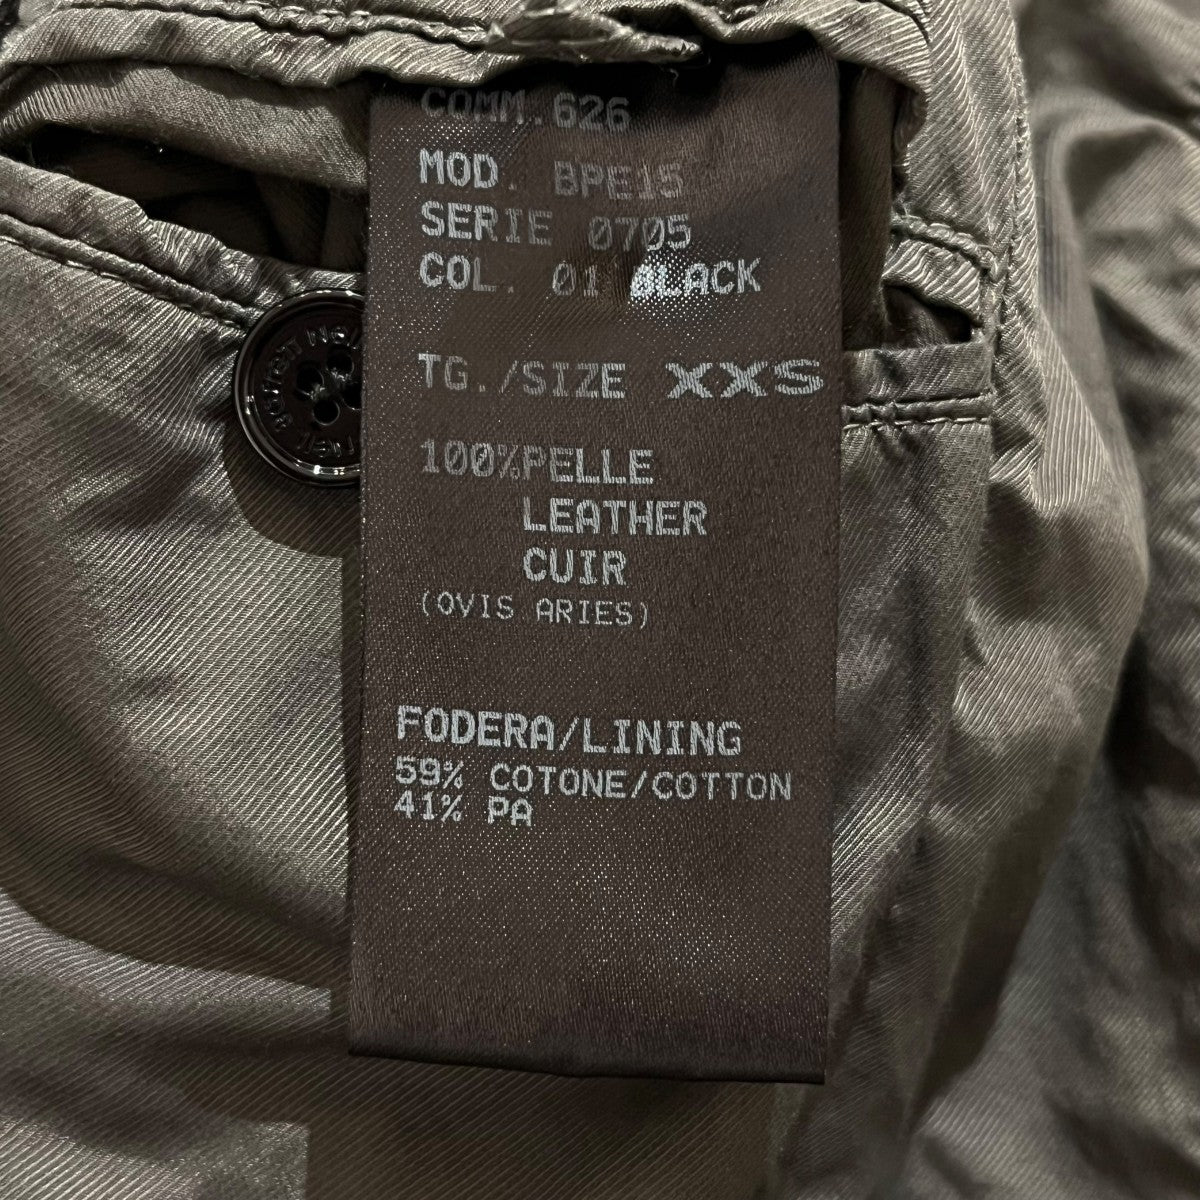 COMM. 626
MOD. BPE15
SERIE 0705
COL. 01 BLACK
TG./SIZE XXS
100%PELLE
LEATHER
CUIR
(OVIS ARIES)
FODERA/LINING
59% COTONE/COTTON
41% PA